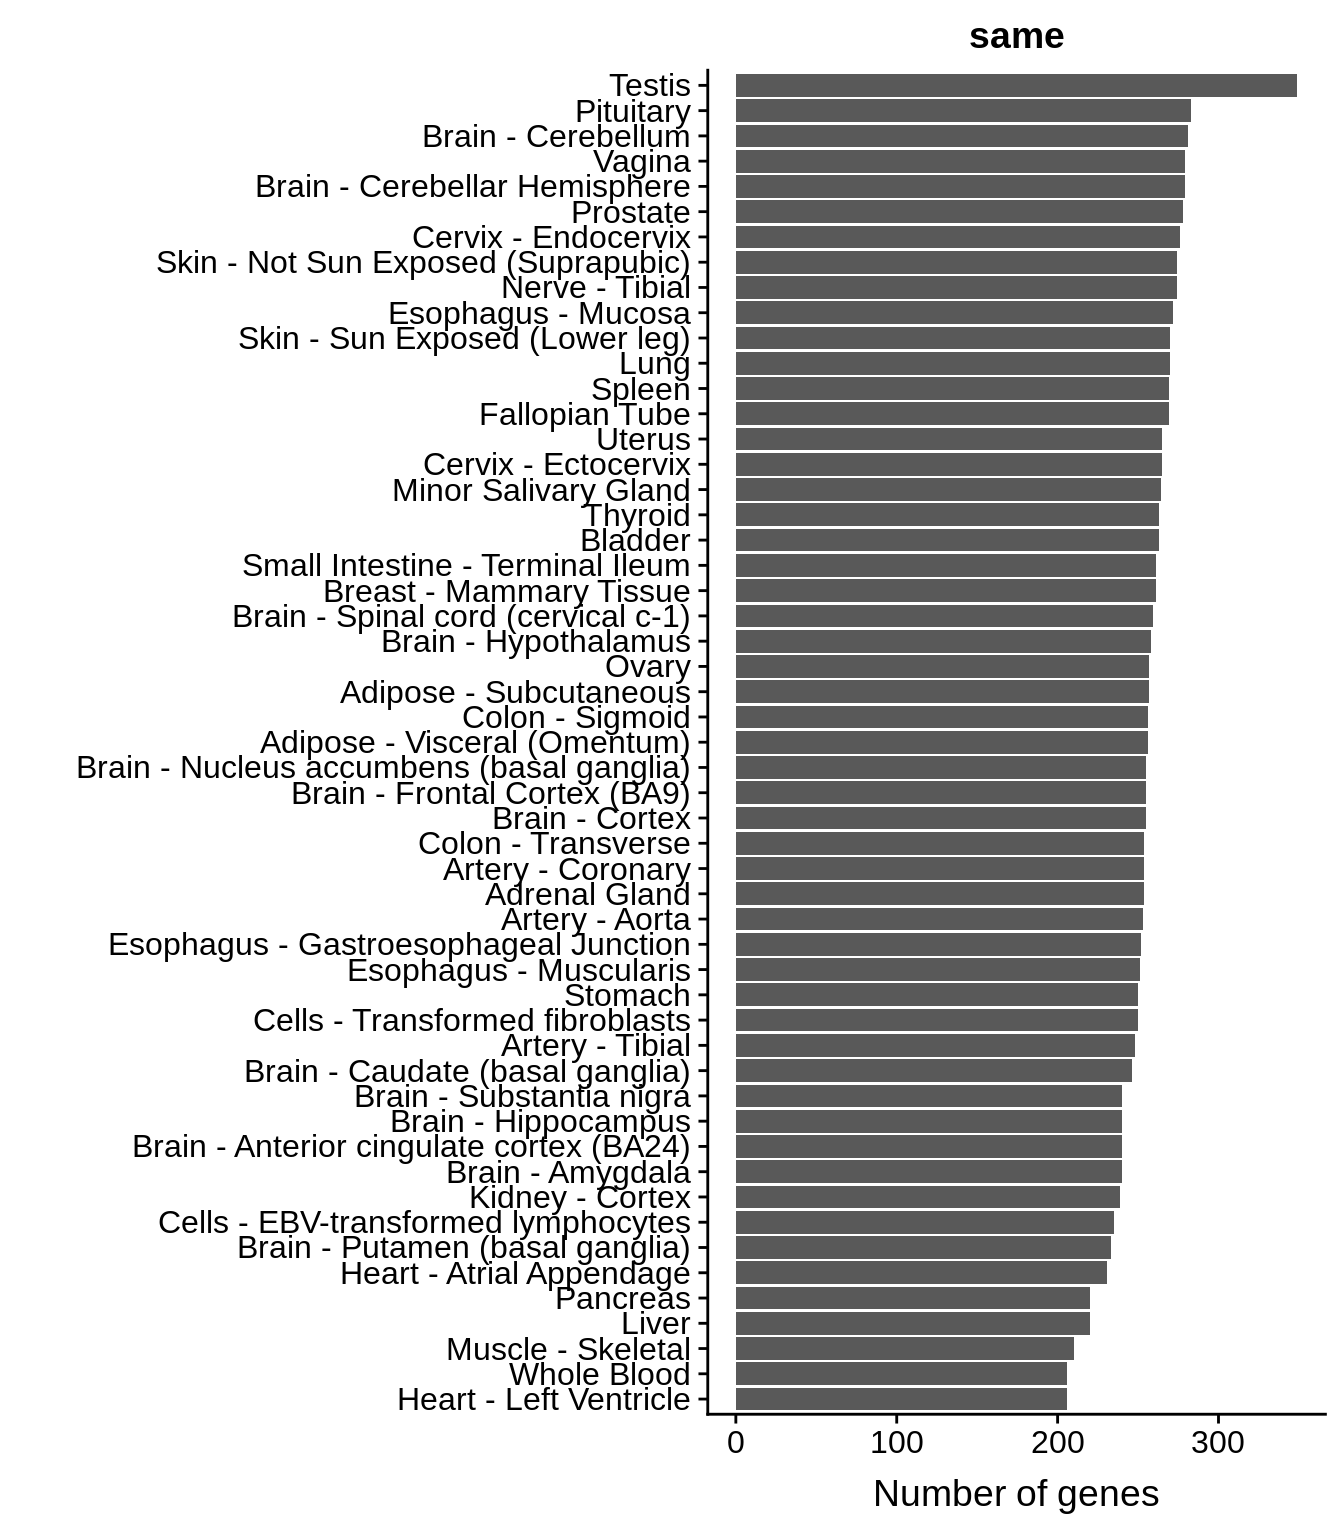 same
Testis
Pituitary
Brain - Cerebellum
Vagina
Brain - Cerebellar Hemisphere
Prostate
Cervix - Endocervix
Skin - Not Sun Exposed (Suprapubic)
Nerve - Tibial
Esophagus - Mucosa
Skin - Sun Exposed (Lower leg)
Lung
Spleen
Fallopian Tube
Uterus
Cervix - Ectocervix
Minor Salivary Gland
Thyroid
Bladder
Small Intestine - Terminal Ileum
Breast - Mammary Tissue
Brain - Spinal cord (cervical c-1)
Brain - Hypothalamus
Ovary
Adipose - Subcutaneous
Colon - Sigmoid
Adipose - Visceral (Omentum)
Brain - Nucleus accumbens (basal ganglia)
Brain - Frontal Cortex (BA9)
Brain - Cortex
Colon - Transverse
Artery - Coronary
Adrenal Gland
Artery - Aorta
Esophagus - Gastroesophageal Junction
Esophagus - Muscularis
Stomach
Cells - Transformed fibroblasts
Artery - Tibial
Brain - Caudate (basal ganglia)
Brain - Substantia nigra
Brain - Hippocampus
Brain - Anterior cingulate cortex (BA24)
Brain - Amygdala
Kidney - Cortex
Cells - EBV-transformed lymphocytes
Brain - Putamen (basal ganglia)
Heart - Atrial Appendage
Pancreas
Liver
Muscle - Skeletal
Whole Blood
Heart - Left Ventricle
0 100 200 300
Number of genes